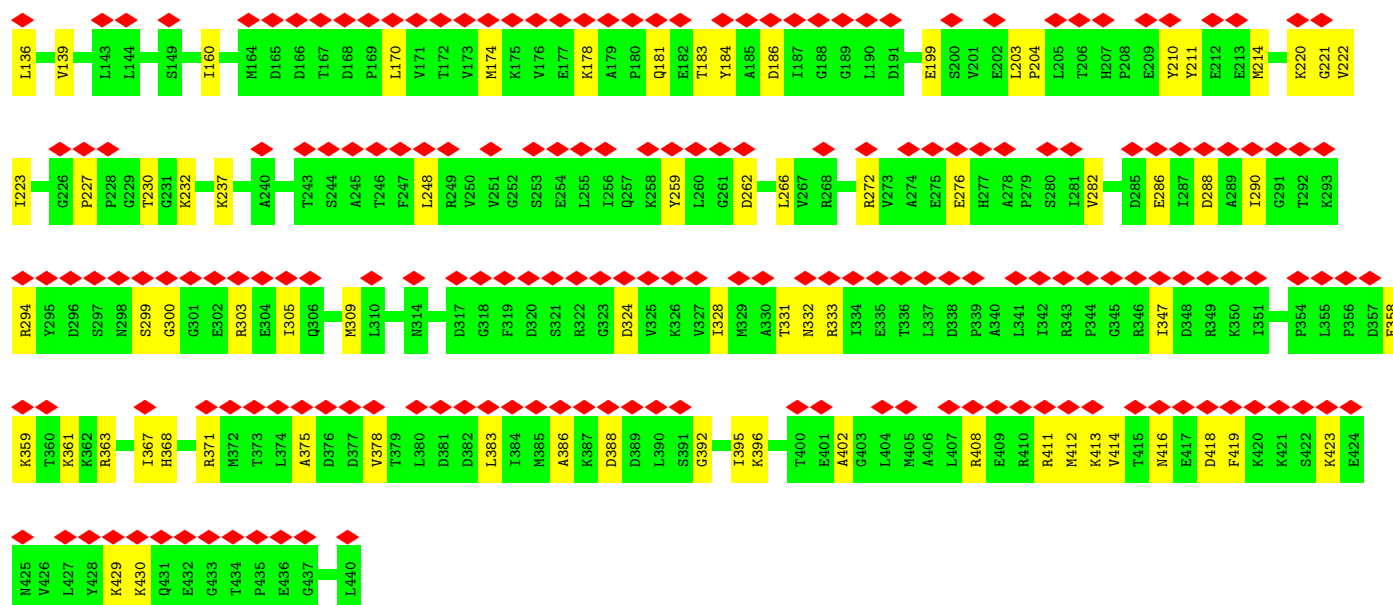 L136 V139 L143 L144 S149 I160 M164 D165 D166 T167 D168 P169 L170 V171 T172 V173 M174 K175 V176 E177 K178 A179 P180 Q181 E182 T183 Y184 A185 D186 I187 G188 G189 L190 D191 E199 S200 V201 E202 L203 P204 L205 T206 H207 P208 E209 Y210 Y211 E212 E213 M214 K220 G221 V222
I223 G226 P227 P228 G229 T230 G231 K232 K237 A240 T243 S244 A245 T246 F247 L248 R249 V250 V251 G252 S253 E254 L255 I256 Q257 K258 Y259 L260 G261 D262 L266 V267 R268 R272 V273 A274 E275 E276 H277 A278 P279 S280 I281 V282 D285 E286 I287 D288 A289 I290 G291 T292 K293
R294 Y295 D296 S297 N298 S299 G300 G301 E302 R303 E304 I305 Q306 M309 L310 N314 D317 G318 F319 D320 S321 R322 G323 D324 V325 K326 V327 I328 M329 A330 T331 N332 R333 I334 E335 T336 L337 D338 P339 A340 L341 I342 R343 P344 G345 R346 I347 D348 R349 K350 I351 P354 L355 P356 D357 E358
K359 T360 K361 K362 R363 I367 H368 R371 M372 T373 L374 A375 D376 D377 V378 T379 L380 D381 D382 L383 I384 M385 A386 K387 D388 D389 L390 S391 G392 I395 K396 T400 E401 A402 G403 L404 M405 A406 L407 R408 E409 R410 R411 M412 K413 V414 T415 N416 E417 D418 F419 K420 K421 S422 K423 E424
N425 V426 L427 Y428 K429 K430 Q431 E432 G433 T434 P435 E436 G437 L440